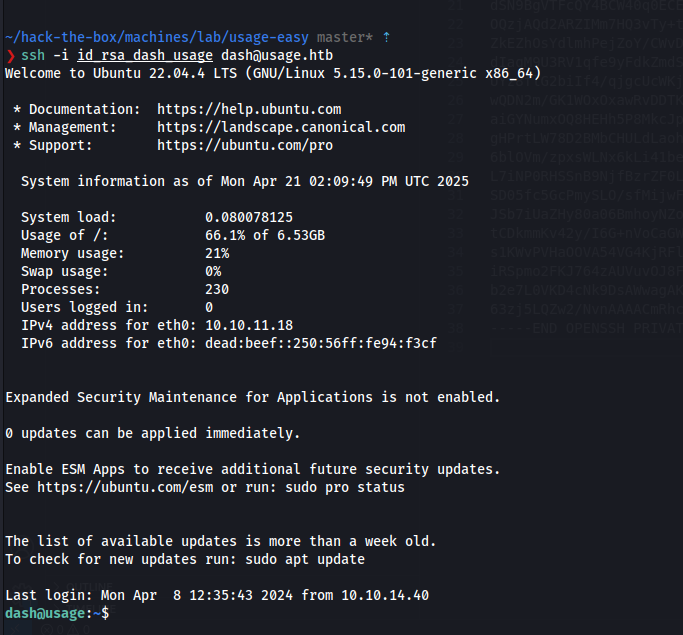 ~/hack-the-box/machines/lab/usage-easy master* ⇡
❯ ssh -i id_rsa_dash_usage dash@usage.htb
Welcome to Ubuntu 22.04.4 LTS (GNU/Linux 5.15.0-101-generic x86_64)
* Documentation:  https://help.ubuntu.com
* Management:     https://landscape.canonical.com
* Support:        https://ubuntu.com/pro
System information as of Mon Apr 21 02:09:49 PM UTC 2025
System load:           0.080078125
Usage of /:            66.1% of 6.53GB
Memory usage:          21%
Swap usage:            0%
Processes:             230
Users logged in:       0
IPv4 address for eth0: 10.10.11.18
IPv6 address for eth0: dead:beef::250:56ff:fe94:f3cf
Expanded Security Maintenance for Applications is not enabled.
0 updates can be applied immediately.
Enable ESM Apps to receive additional future security updates.
See https://ubuntu.com/esm or run: sudo pro status
The list of available updates is more than a week old.
To check for new updates run: sudo apt update
Last login: Mon Apr  8 12:35:43 2024 from 10.10.14.40
dash@usage:~$